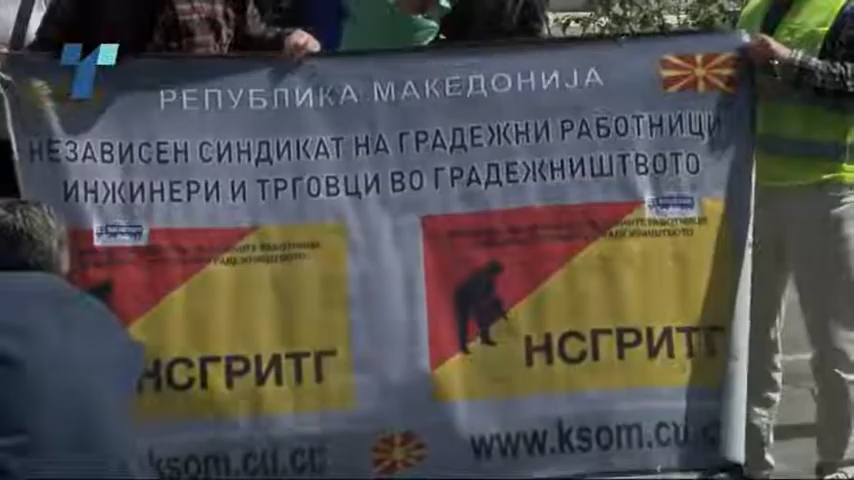 РЕПУБЛИКА МАКЕДОНИЈА
НЕЗАВИСЕН СИНДИКАТ НА ГРАДЕЖНИ РАБОТНИЦИ
ИНЖИНЕРИ И ТРГОВЦИ ВО ГРАДЕЖНИШТВОТО
НСГРИТГ
НСГРИТГ
ksom.cu.cc
www.ksom.cu.c